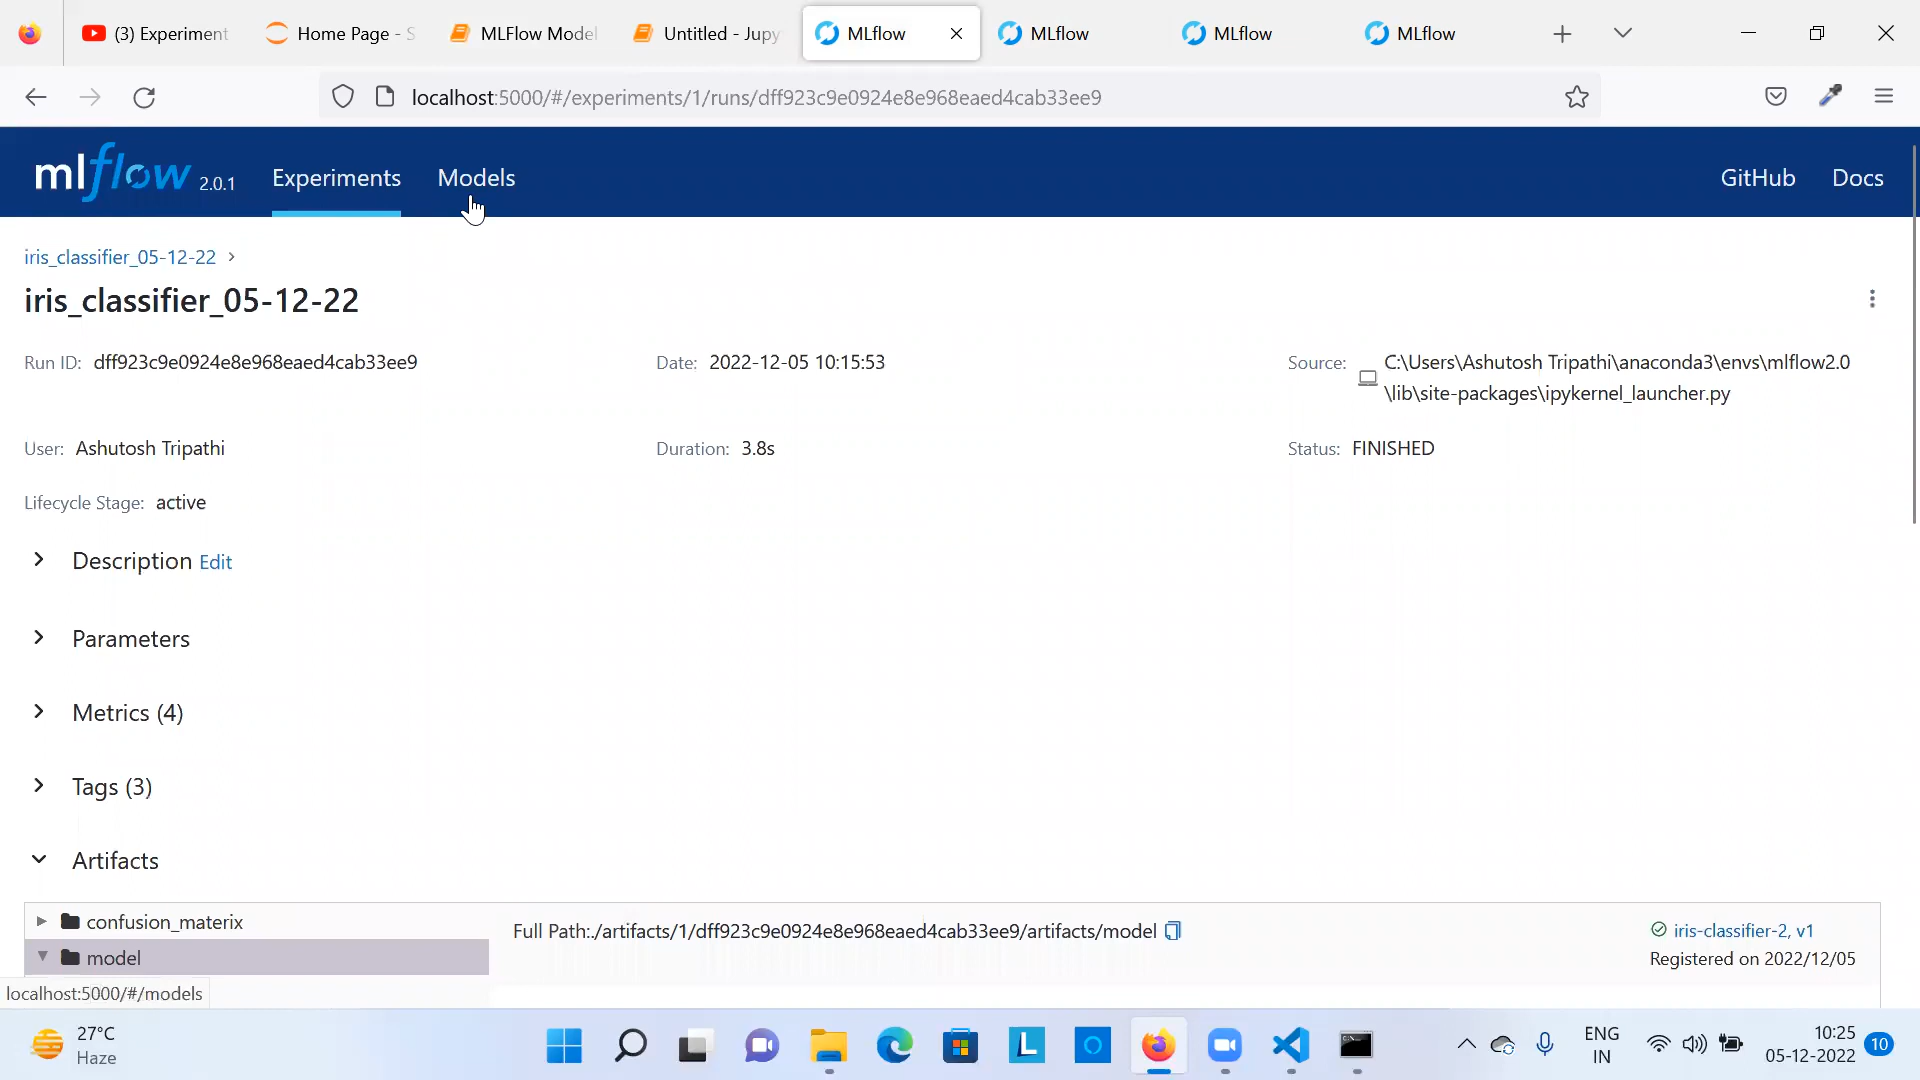 (3) Experiment
Home Page - S
MLFlow Model
Untitled - Jupy
MLflow
MLflow
MLflow
MLflow
localhost:5000/#/experiments/1/runs/dff923c9e0924e8e968eaed4cab33ee9
mlflow 2.0.1
Experiments
Models
GitHub
Docs
iris_classifier_05-12-22 >
iris_classifier_05-12-22
Run ID: dff923c9e0924e8e968eaed4cab33ee9
Date: 2022-12-05 10:15:53
Source: C:\Users\Ashutosh Tripathi\anaconda3\envs\mlflow2.0
\lib\site-packages\ipykernel_launcher.py
User: Ashutosh Tripathi
Duration: 3.8s
Status: FINISHED
Lifecycle Stage: active
Description Edit
Parameters
Metrics (4)
Tags (3)
Artifacts
confusion_materix
model
Full Path:./artifacts/1/dff923c9e0924e8e968eaed4cab33ee9/artifacts/model
iris-classifier-2, v1
Registered on 2022/12/05
localhost:5000/#/models
27°C
Haze
L
O
ENG
IN
10:25
05-12-2022
10